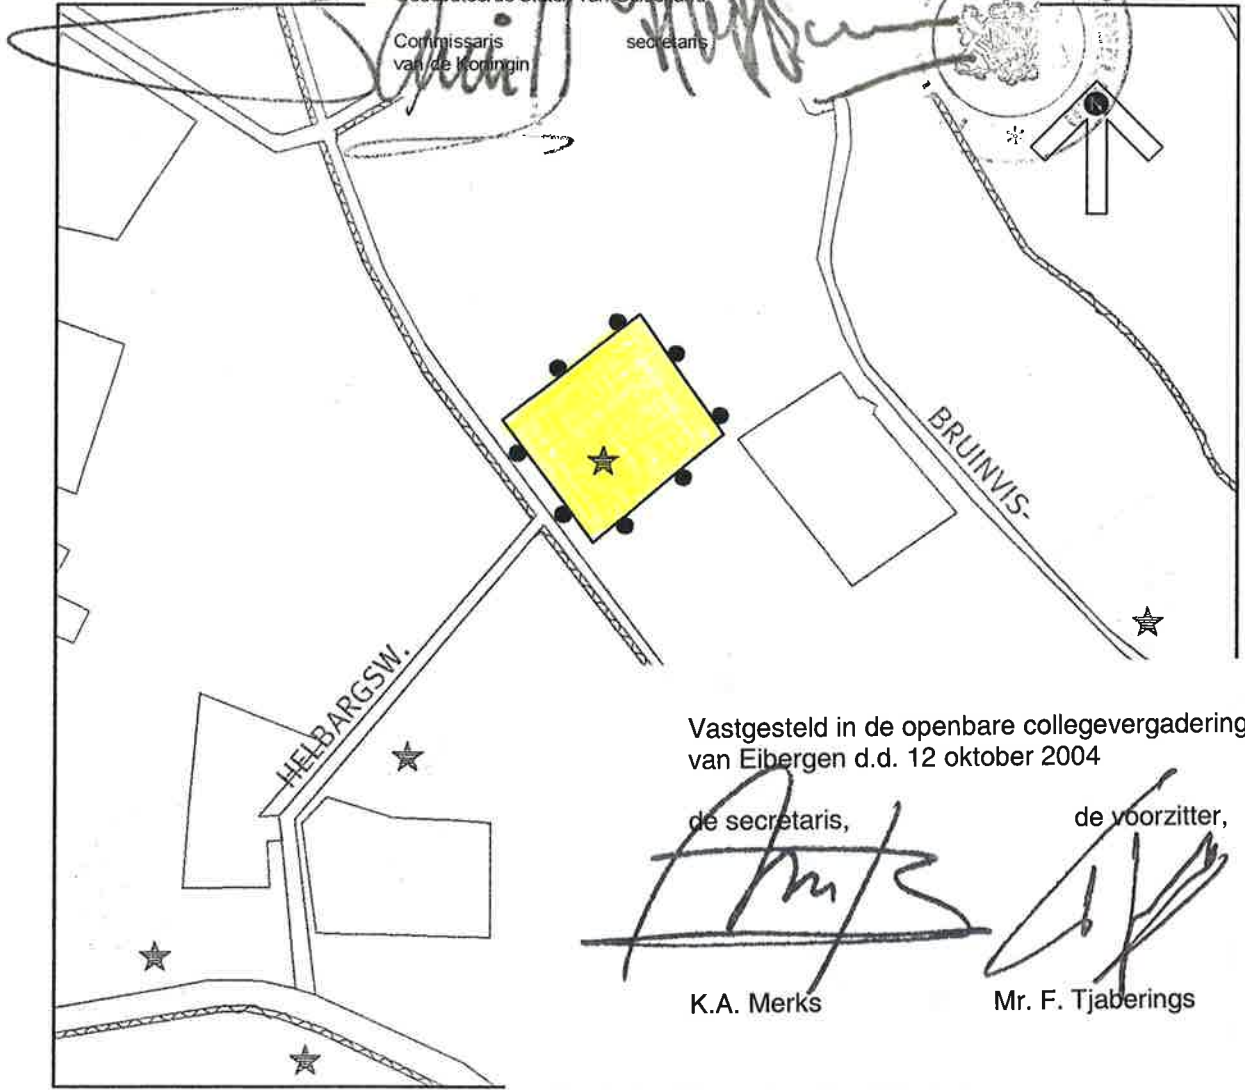 Commissaris secretaris
van de Koningin
N
BRUINVIS-
HELBARGSW.
Vastgesteld in de openbare collegevergadering
van Eibergen d.d. 12 oktober 2004
de secretaris, de voorzitter,
K.A. Merks Mr. F. Tjaberings